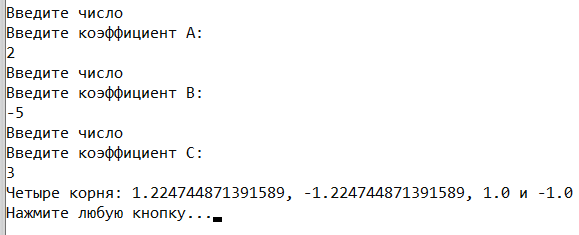 Введите число
Введите коэффициент A:
2
Введите число
Введите коэффициент B:
-5
Введите число
Введите коэффициент C:
3
Четыре корня: 1.224744871391589, -1.224744871391589, 1.0 и -1.0
Нажмите любую кнопку...